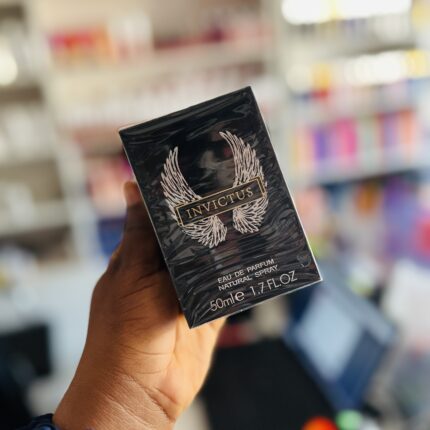 INVICTUS
EAU DE PARFUM
NATURAL SPRAY
50ml e 1.7 FL.OZ